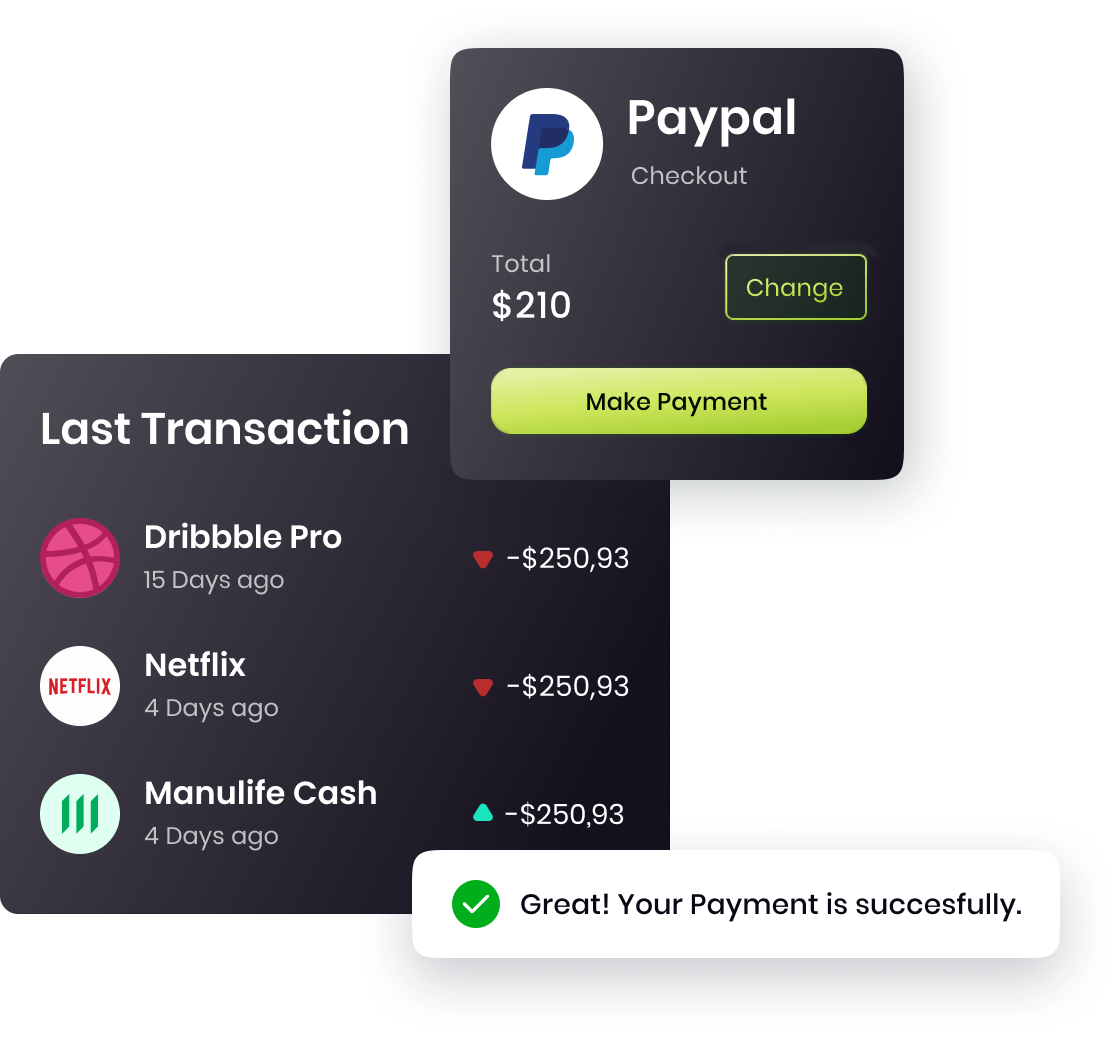 Paypal
Checkout
Total
$210
Change
Make Payment
Last Transaction
Dribbble Pro
15 Days ago
-$250,93
NETFLIX
Netflix
4 Days ago
-$250,93
Manulife Cash
4 Days ago
-$250,93
Great! Your Payment is succesfully.